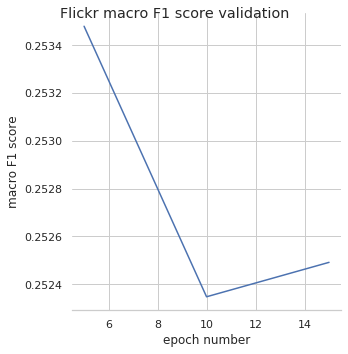 Flickr macro F1 score validation
macro F1 score
0.2534
0.2532
0.2530
0.2528
0.2526
0.2524
6 8 10 12 14
epoch number